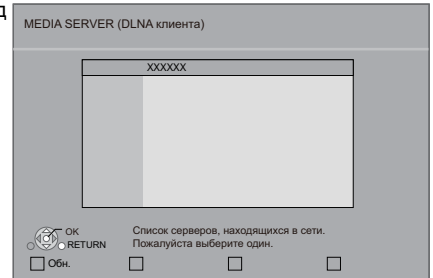 д
MEDIA SERVER (DLNA клиента)
XXXXXX
OK
RETURN
Список серверов, находящихся в сети.
Пожалуйста выберите один.
Обн.